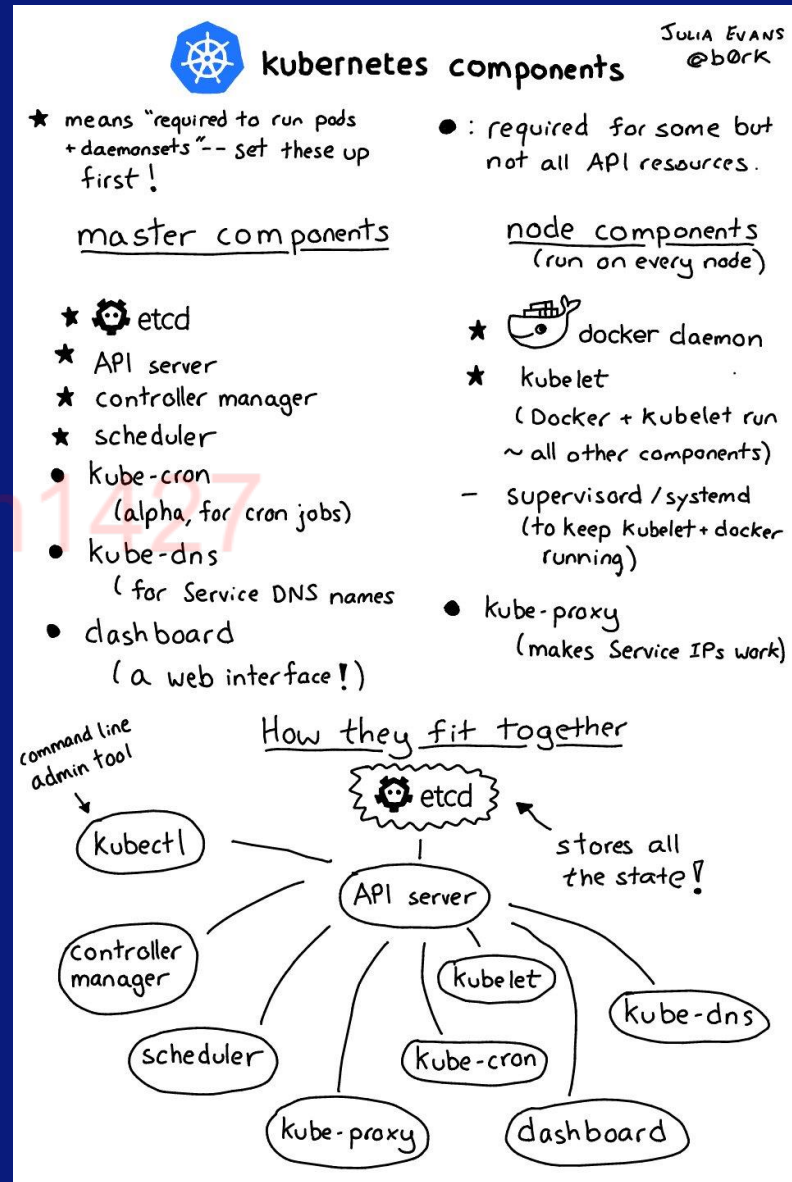 kubernetes components
JULIA EVANS
@b0rk
★ means "required to run pods
+ daemonsets" -- set these up
first!
● : required for some but
not all API resources.
master components
★ etcd
★ API server
★ controller manager
★ scheduler
● kube-cron
(alpha, for cron jobs)
● kube-dns
(for Service DNS names
● dashboard
(a web interface!)
node components
(run on every node)
★ docker daemon
★ kubelet
(Docker + kubelet run
~ all other components)
- supervisord / systemd
(to keep kubelet + docker
running)
● kube-proxy
(makes Service IPs work)
How they fit together
command line
admin tool
kubectl
etcd
stores all
the state!
API server
controller
manager
kubelet
kube-dns
scheduler
kube-cron
kube-proxy
dashboard